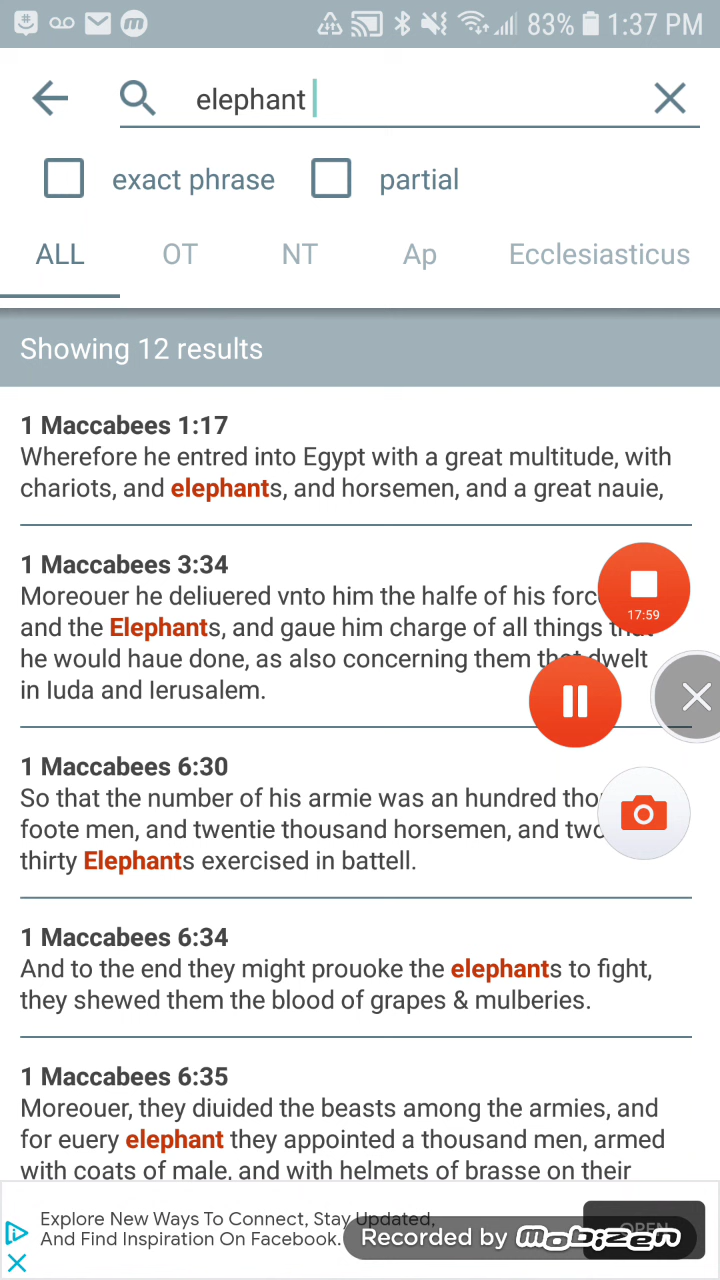 83% 1:37 PM
elephant
exact phrase partial
ALL OT NT Ap Ecclesiasticus
Showing 12 results
1 Maccabees 1:17
Wherefore he entred into Egypt with a great multitude, with
chariots, and elephants, and horsemen, and a great nauie,
1 Maccabees 3:34
Moreouer he deliuered vnto him the halfe of his forc
and the Elephants, and gaue him charge of all things
17:59
he would haue done, as also concerning them that dwelt
in Iuda and Ierusalem.
1 Maccabees 6:30
So that the number of his armie was an hundred
foote men, and twentie thousand horsemen, and two
thirty Elephants exercised in battell.
1 Maccabees 6:34
And to the end they might prouoke the elephants to fight,
they shewed them the blood of grapes & mulberies.
1 Maccabees 6:35
Moreouer, they diuided the beasts among the armies, and
for euery elephant they appointed a thousand men, armed
with coats of male, and with helmets of brasse on their
Explore New Ways To Connect, Stay Updated,
And Find Inspiration On Facebook.
OPEN
Recorded by mobizen